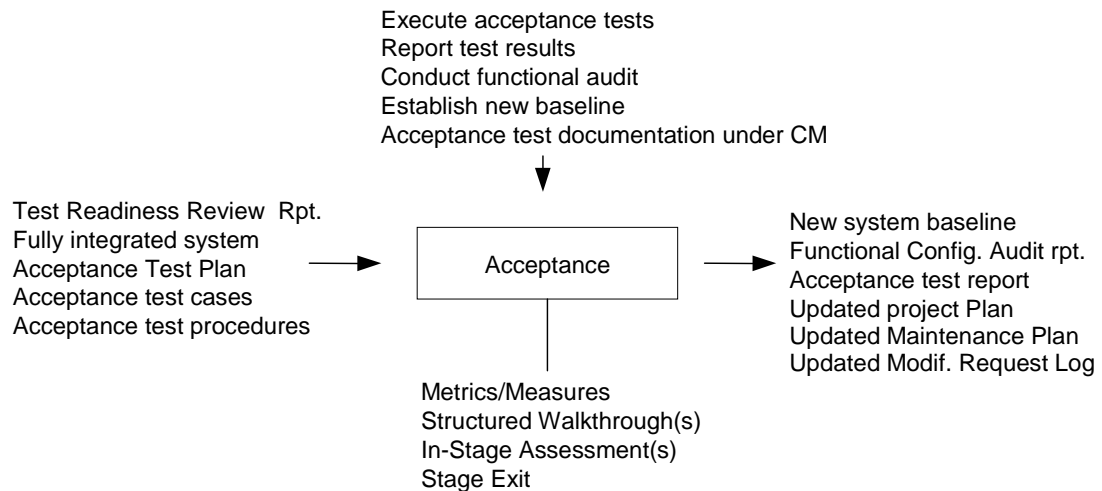 Execute acceptance tests
Report test results
Conduct functional audit
Establish new baseline
Acceptance test documentation under CM
Test Readiness Review Rpt.
Fully integrated system
Acceptance Test Plan
Acceptance test cases
Acceptance test procedures
Acceptance
New system baseline
Functional Config. Audit rpt.
Acceptance test report
Updated project Plan
Updated Maintenance Plan
Updated Modif. Request Log
Metrics/Measures
Structured Walkthrough(s)
In-Stage Assessment(s)
Stage Exit